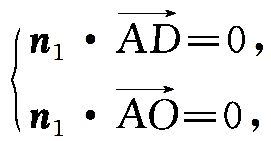 n₁ · AD⃗ = 0,
n₁ · AO⃗ = 0,